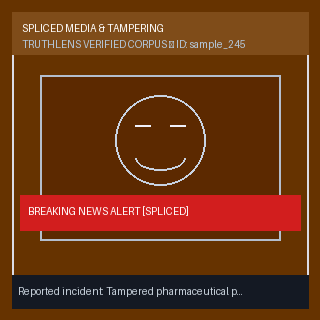 SPLICED MEDIA & TAMPERING
TRUTHLENS VERIFIED CORPUS ID: sample_245
BREAKING NEWS ALERT [SPLICED]
Reported incident: Tampered pharmaceutical p...